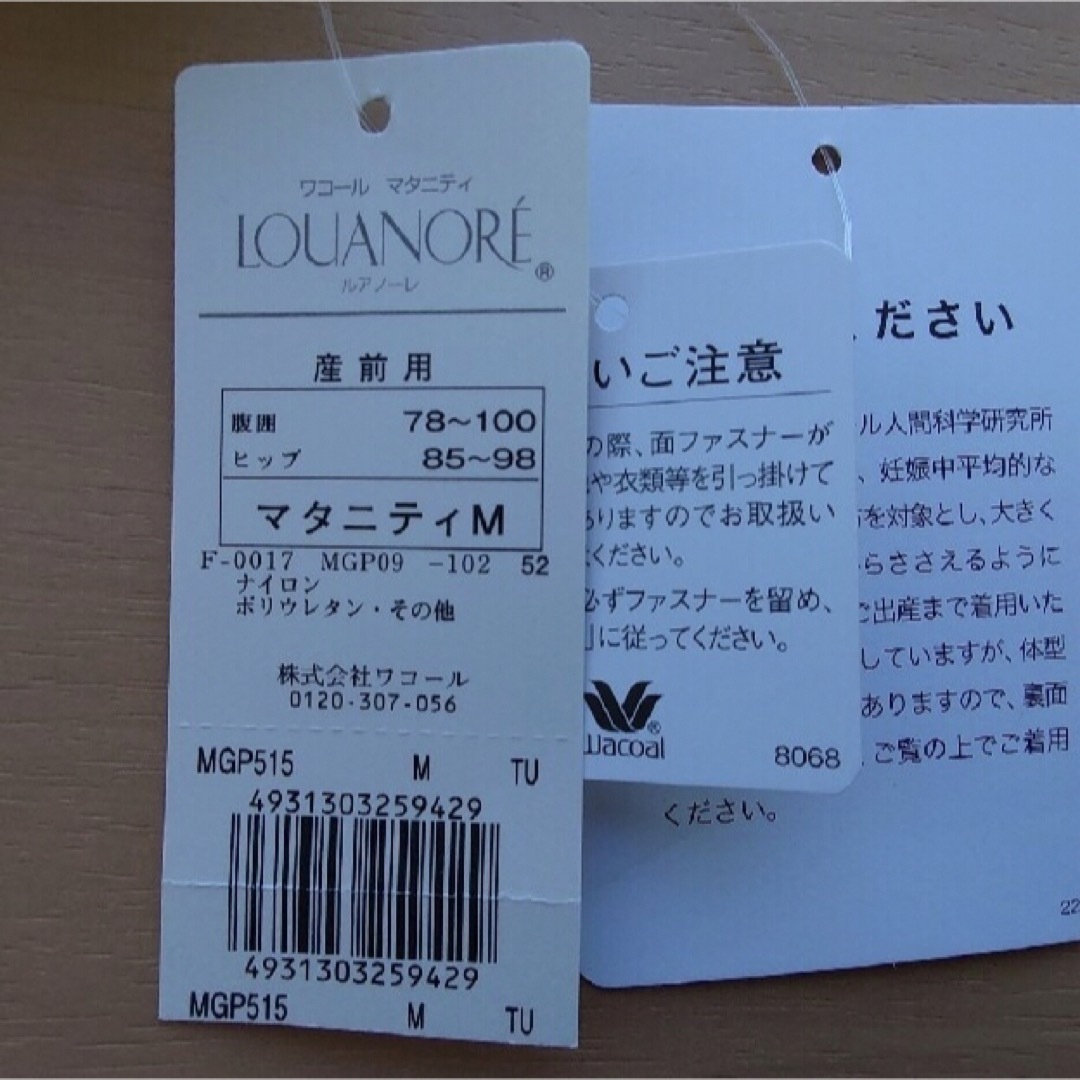 ワコール マタニティ
LOUANORÉ®
ルアノーレ
産前用
腹囲 78~100
ヒップ 85~98
マタニティM
F-0017 MGP09 -102 52
ナイロン
ポリウレタン・その他
株式会社ワコール
0120-307-056
MGP515 M TU
4931303259429
4931303259429
MGP515 M TU
いご注意
の際、面ファスナーが
や衣類等を引っ掛けて
ありますのでお取扱い
ください。
必ずファスナーを留め、
に従ってください。
Wacoal®
8068
ください
ル人間科学研究所
、妊娠中平均的な
を対象とし、大きく
からささえるように
ご出産まで着用いた
していますが、体型
ありますので、裏面
ご覧の上でご着用
ください。
22